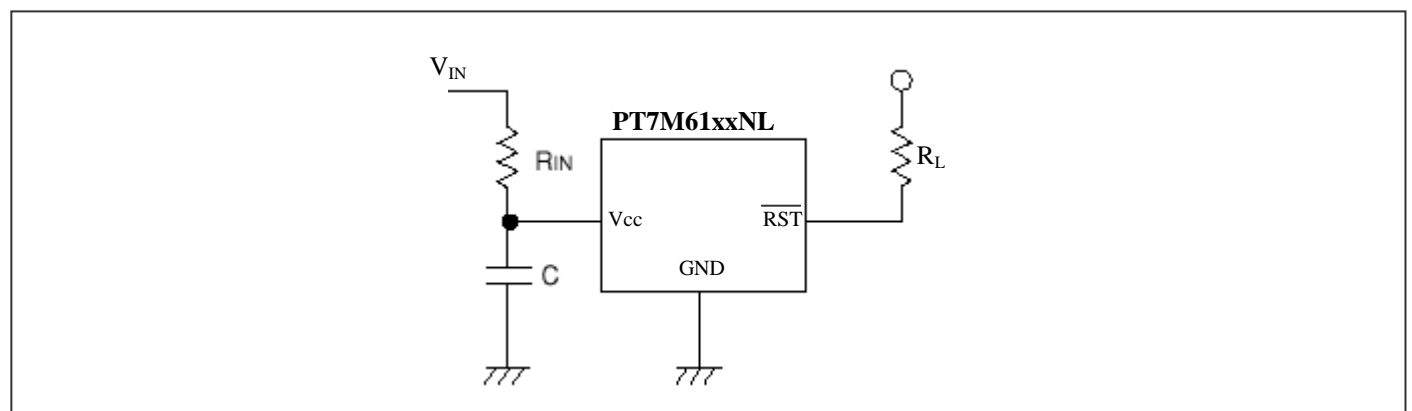 V_IN
PT7M61xxNL
RIN
R_L
Vcc
RST
C
GND